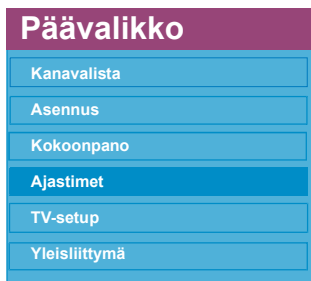 Päävalikko
Kanavalista
Asennus
Kokoonpano
Ajastimet
TV-setup
Yleisliittymä